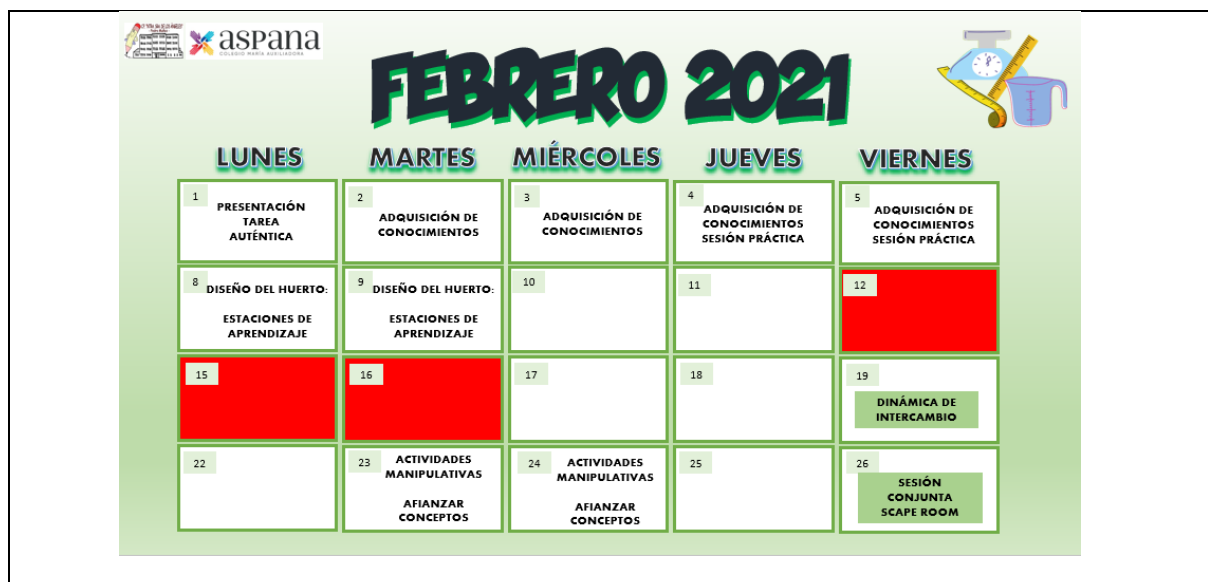 aspana
COLEGIO MARÍA AUXILIADORA
FEBRERO 2021
LUNES MARTES MIÉRCOLES JUEVES VIERNES
1
PRESENTACIÓN
TAREA
AUTÉNTICA
2
ADQUISICIÓN DE
CONOCIMIENTOS
3
ADQUISICIÓN DE
CONOCIMIENTOS
4
ADQUISICIÓN DE
CONOCIMIENTOS
SESIÓN PRÁCTICA
5
ADQUISICIÓN DE
CONOCIMIENTOS
SESIÓN PRÁCTICA
8
DISEÑO DEL HUERTO:
ESTACIONES DE
APRENDIZAJE
9
DISEÑO DEL HUERTO:
ESTACIONES DE
APRENDIZAJE
10
11
12
15
16
17
18
19
DINÁMICA DE
INTERCAMBIO
22
23
ACTIVIDADES
MANIPULATIVAS
AFIANZAR
CONCEPTOS
24
ACTIVIDADES
MANIPULATIVAS
AFIANZAR
CONCEPTOS
25
26
SESIÓN
CONJUNTA
SCAPE ROOM